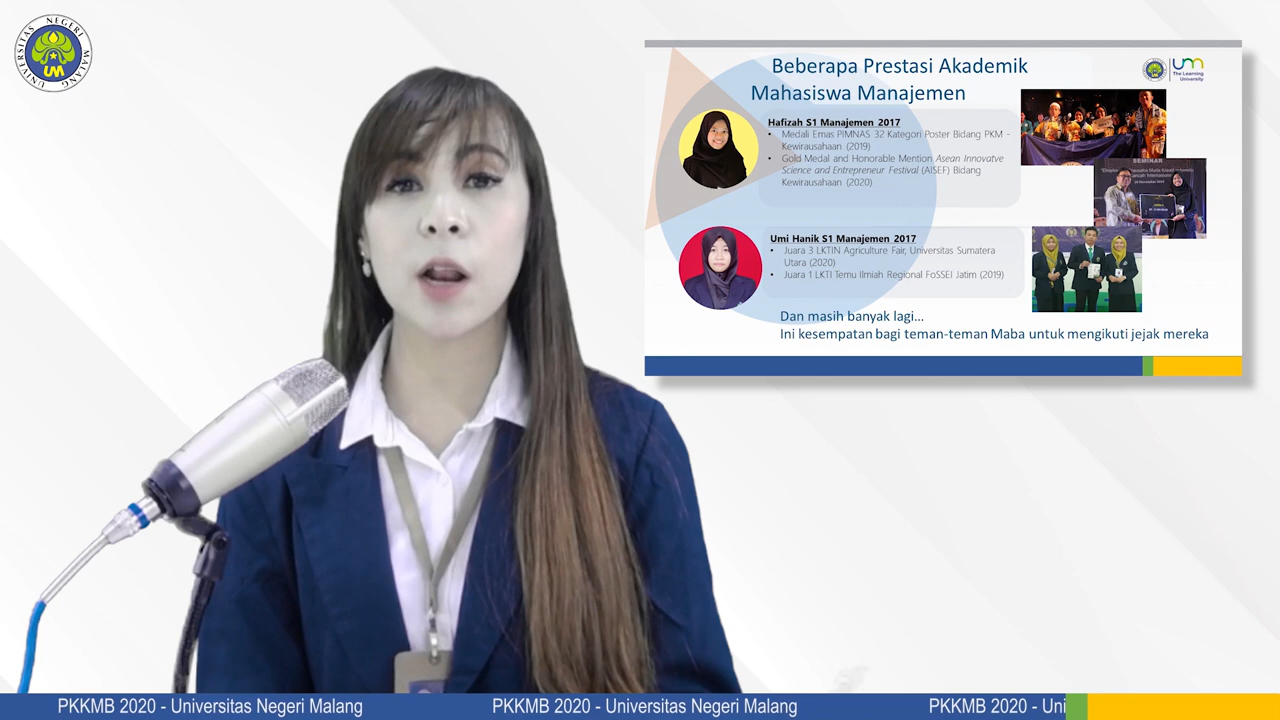 UNIVERSITAS NEGERI MALANG
UM
Beberapa Prestasi Akademik
Mahasiswa Manajemen
UM
The Learning
University
Hafizah S1 Manajemen 2017
• Medali Emas PIMNAS 32 Kategori Poster Bidang PKM -
Kewirausahaan (2019)
• Gold Medal and Honorable Mention Asean Innovatve
Science and Entrepreneur Festival (AISEF) Bidang
Kewirausahaan (2020)
SEMINAR
Umi Hanik S1 Manajemen 2017
• Juara 3 LKTIN Agriculture Fair, Universitas Sumatera
Utara (2020)
• Juara 1 LKTI Temu Ilmiah Regional FoSSEI Jatim (2019)
Dan masih banyak lagi...
Ini kesempatan bagi teman-teman Maba untuk mengikuti jejak mereka
PKKMB 2020 - Universitas Negeri Malang PKKMB 2020 - Universitas Negeri Malang PKKMB 2020 - Uni